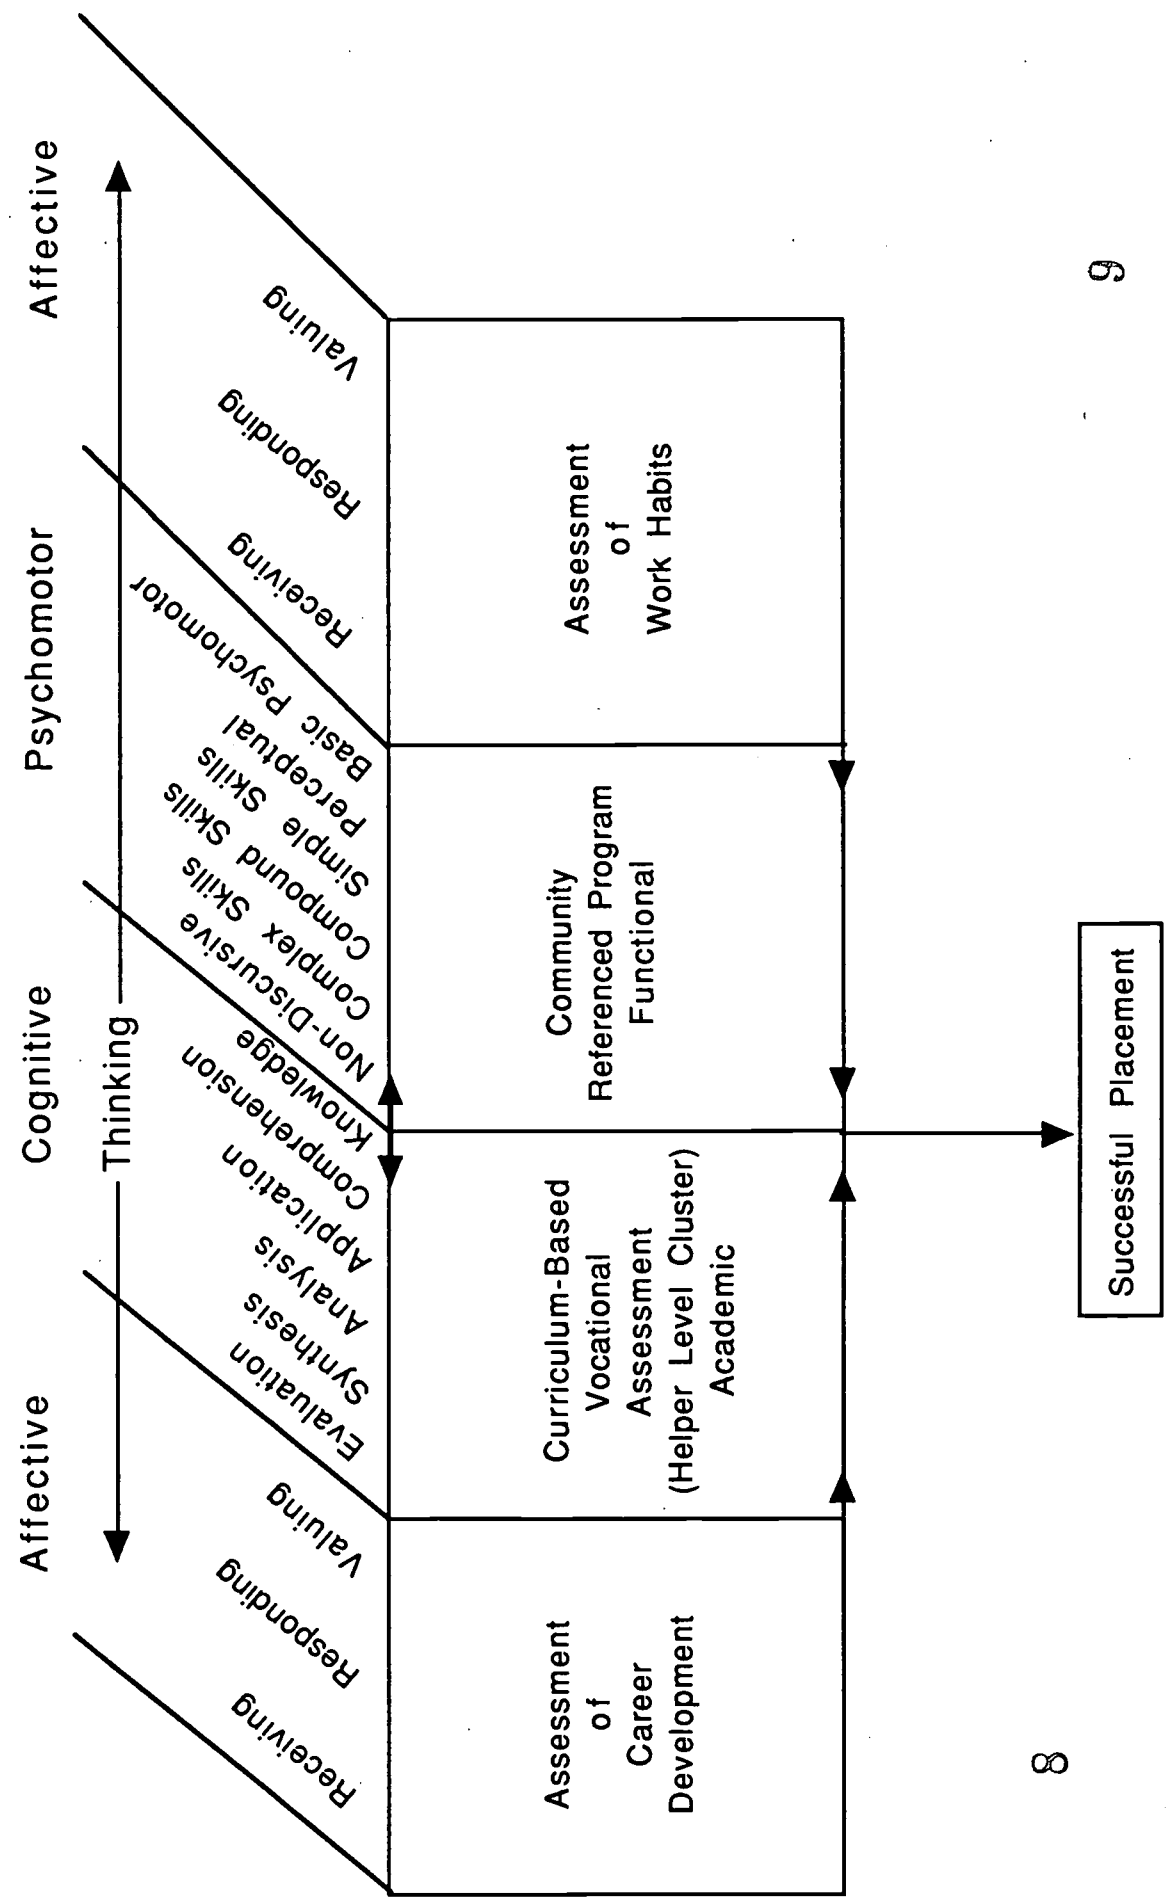 Affective
Cognitive
Psychomotor
Affective
Thinking
Receiving
Responding
Valuing
Evaluation
Synthesis
Analysis
Application
Comprehension
Knowledge
Non-Discursive
Complex Skills
Compound Skills
Simple Skills
Perceptual
Basic Psychomotor
Receiving
Responding
Valuing
Assessment
of
Career
Development
Curriculum-Based
Vocational
Assessment
(Helper Level Cluster)
Academic
Community
Referenced Program
Functional
Assessment
of
Work Habits
Successful Placement
8
9